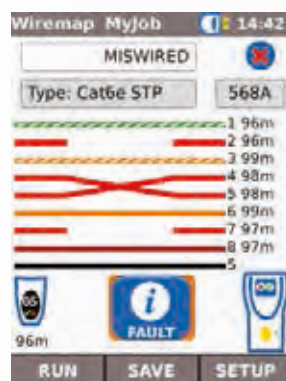 Wiremap MyJob 14:42
MISWIRED
Type: Cat6e STP 568A
1 96m
2 96m
3 99m
4 98m
5 98m
6 99m
7 97m
8 97m
S
i
FAULT
96m
RUN SAVE SETUP